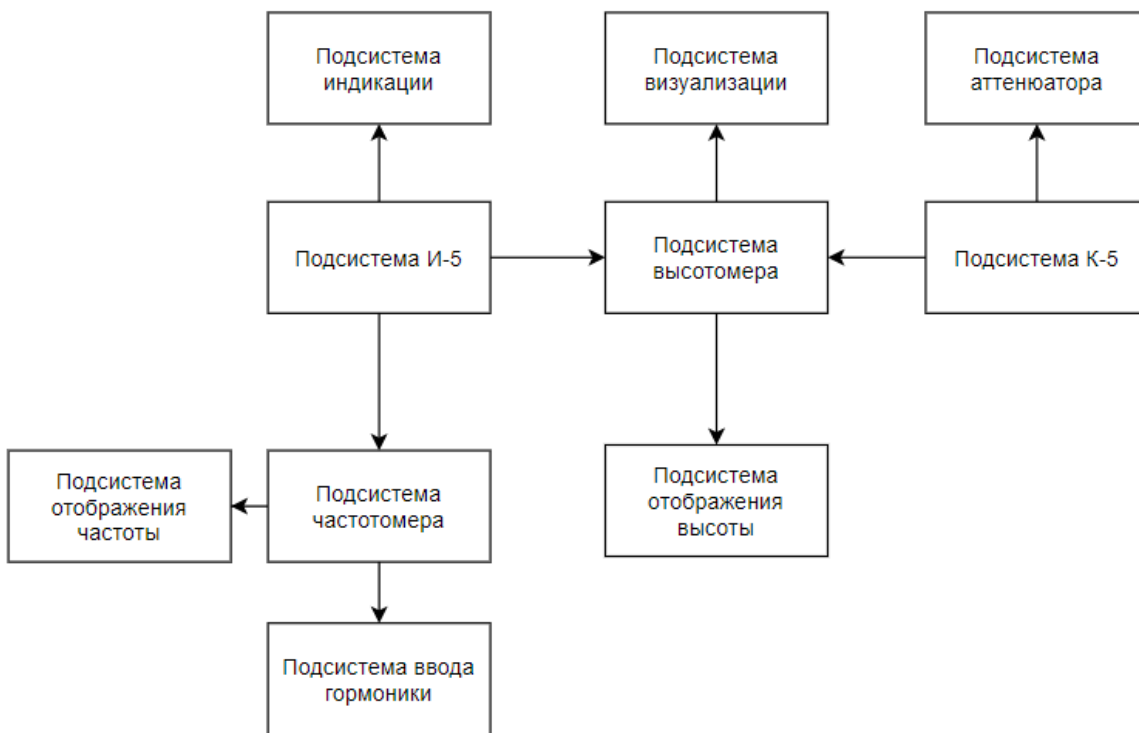 Подсистема
индикации
Подсистема
визуализации
Подсистема
аттенюатора
Подсистема И-5
Подсистема
высотомера
Подсистема К-5
Подсистема
отображения
частоты
Подсистема
частотомера
Подсистема
отображения
высоты
Подсистема ввода
гормоники